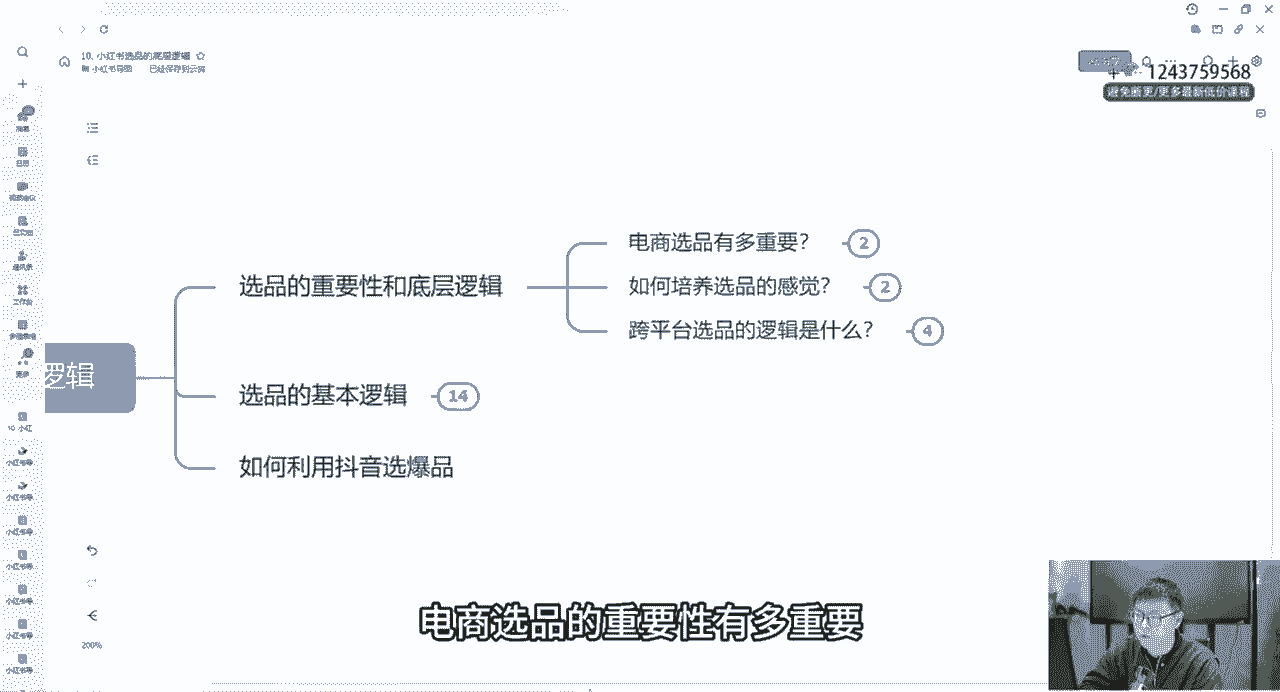 10. 小红书选品的底层逻辑
小红书导图 已经保存到云端
1243759568
避免断更/更多最新低价课程
电商选品有多重要？ 2
选品的重要性和底层逻辑
如何培养选品的感觉？ 2
跨平台选品的逻辑是什么？ 4
逻辑
选品的基本逻辑 14
如何利用抖音选爆品
电商选品的重要性有多重要
200%